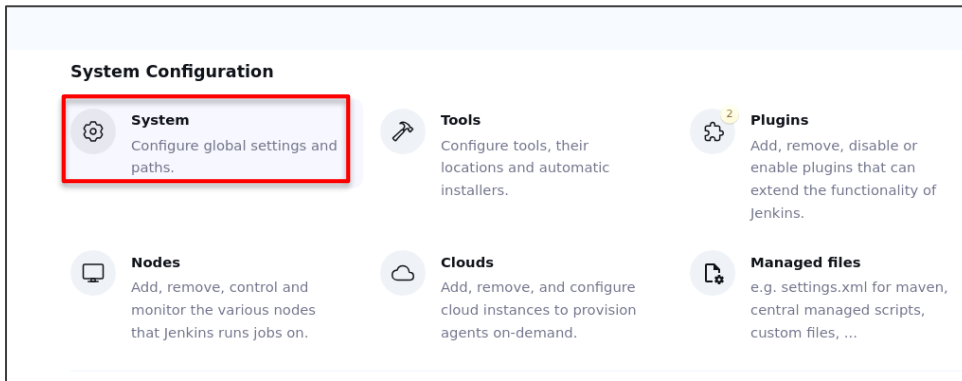 System Configuration
System
Configure global settings and
paths.
Tools
Configure tools, their
locations and automatic
installers.
2
Plugins
Add, remove, disable or
enable plugins that can
extend the functionality of
Jenkins.
Nodes
Add, remove, control and
monitor the various nodes
that Jenkins runs jobs on.
Clouds
Add, remove, and configure
cloud instances to provision
agents on-demand.
Managed files
e.g. settings.xml for maven,
central managed scripts,
custom files, ...